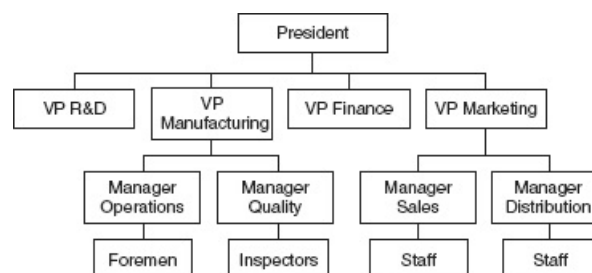 President
VP R&D
VP
Manufacturing
VP Finance
VP Marketing
Manager
Operations
Manager
Quality
Manager
Sales
Manager
Distribution
Foremen
Inspectors
Staff
Staff